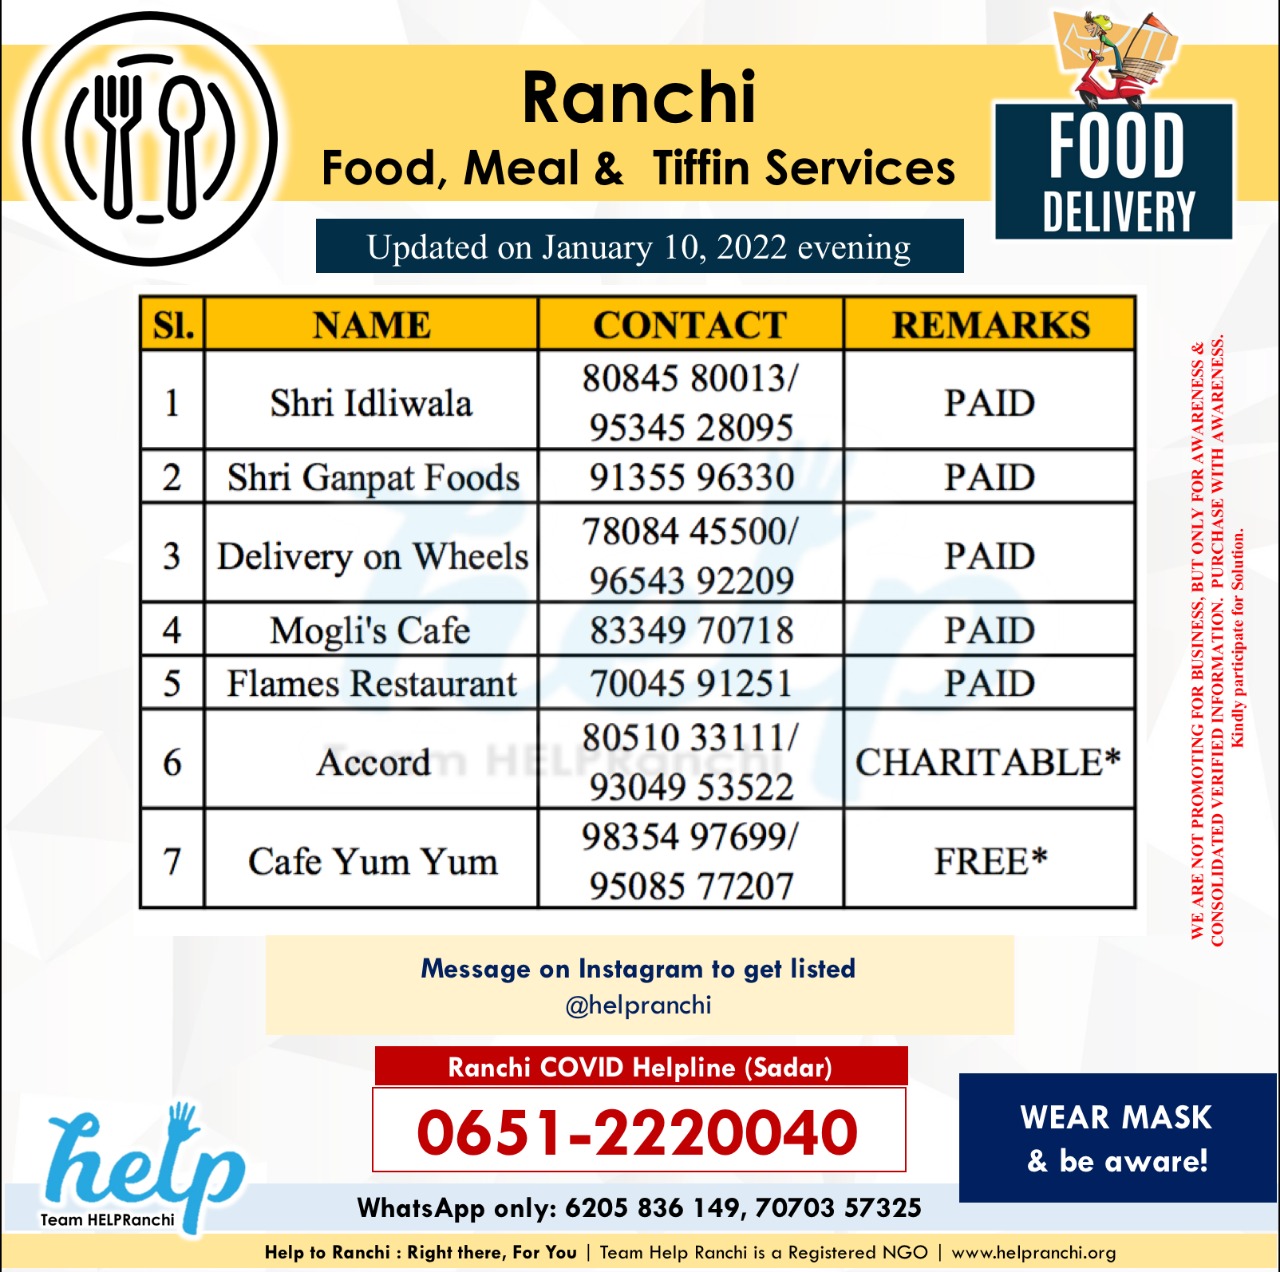 Ranchi
Food, Meal & Tiffin Services
FOOD
DELIVERY
Updated on January 10, 2022 evening
Sl. NAME CONTACT REMARKS
1 Shri Idliwala 80845 80013/ 95345 28095 PAID
2 Shri Ganpat Foods 91355 96330 PAID
3 Delivery on Wheels 78084 45500/ 96543 92209 PAID
4 Mogli's Cafe 83349 70718 PAID
5 Flames Restaurant 70045 91251 PAID
6 Accord 80510 33111/ 93049 53522 CHARITABLE*
7 Cafe Yum Yum 98354 97699/ 95085 77207 FREE*
help
Team HELPRanchi
WE ARE NOT PROMOTING FOR BUSINESS, BUT ONLY FOR AWARENESS &
CONSOLIDATED VERIFIED INFORMATION. PURCHASE WITH AWARENESS.
Kindly participate for Solution.
Message on Instagram to get listed
@helpranchi
Ranchi COVID Helpline (Sadar)
0651-2220040
WEAR MASK
& be aware!
help
Team HELPRanchi
WhatsApp only: 6205 836 149, 70703 57325
Help to Ranchi : Right there, For You | Team Help Ranchi is a Registered NGO | www.helpranchi.org